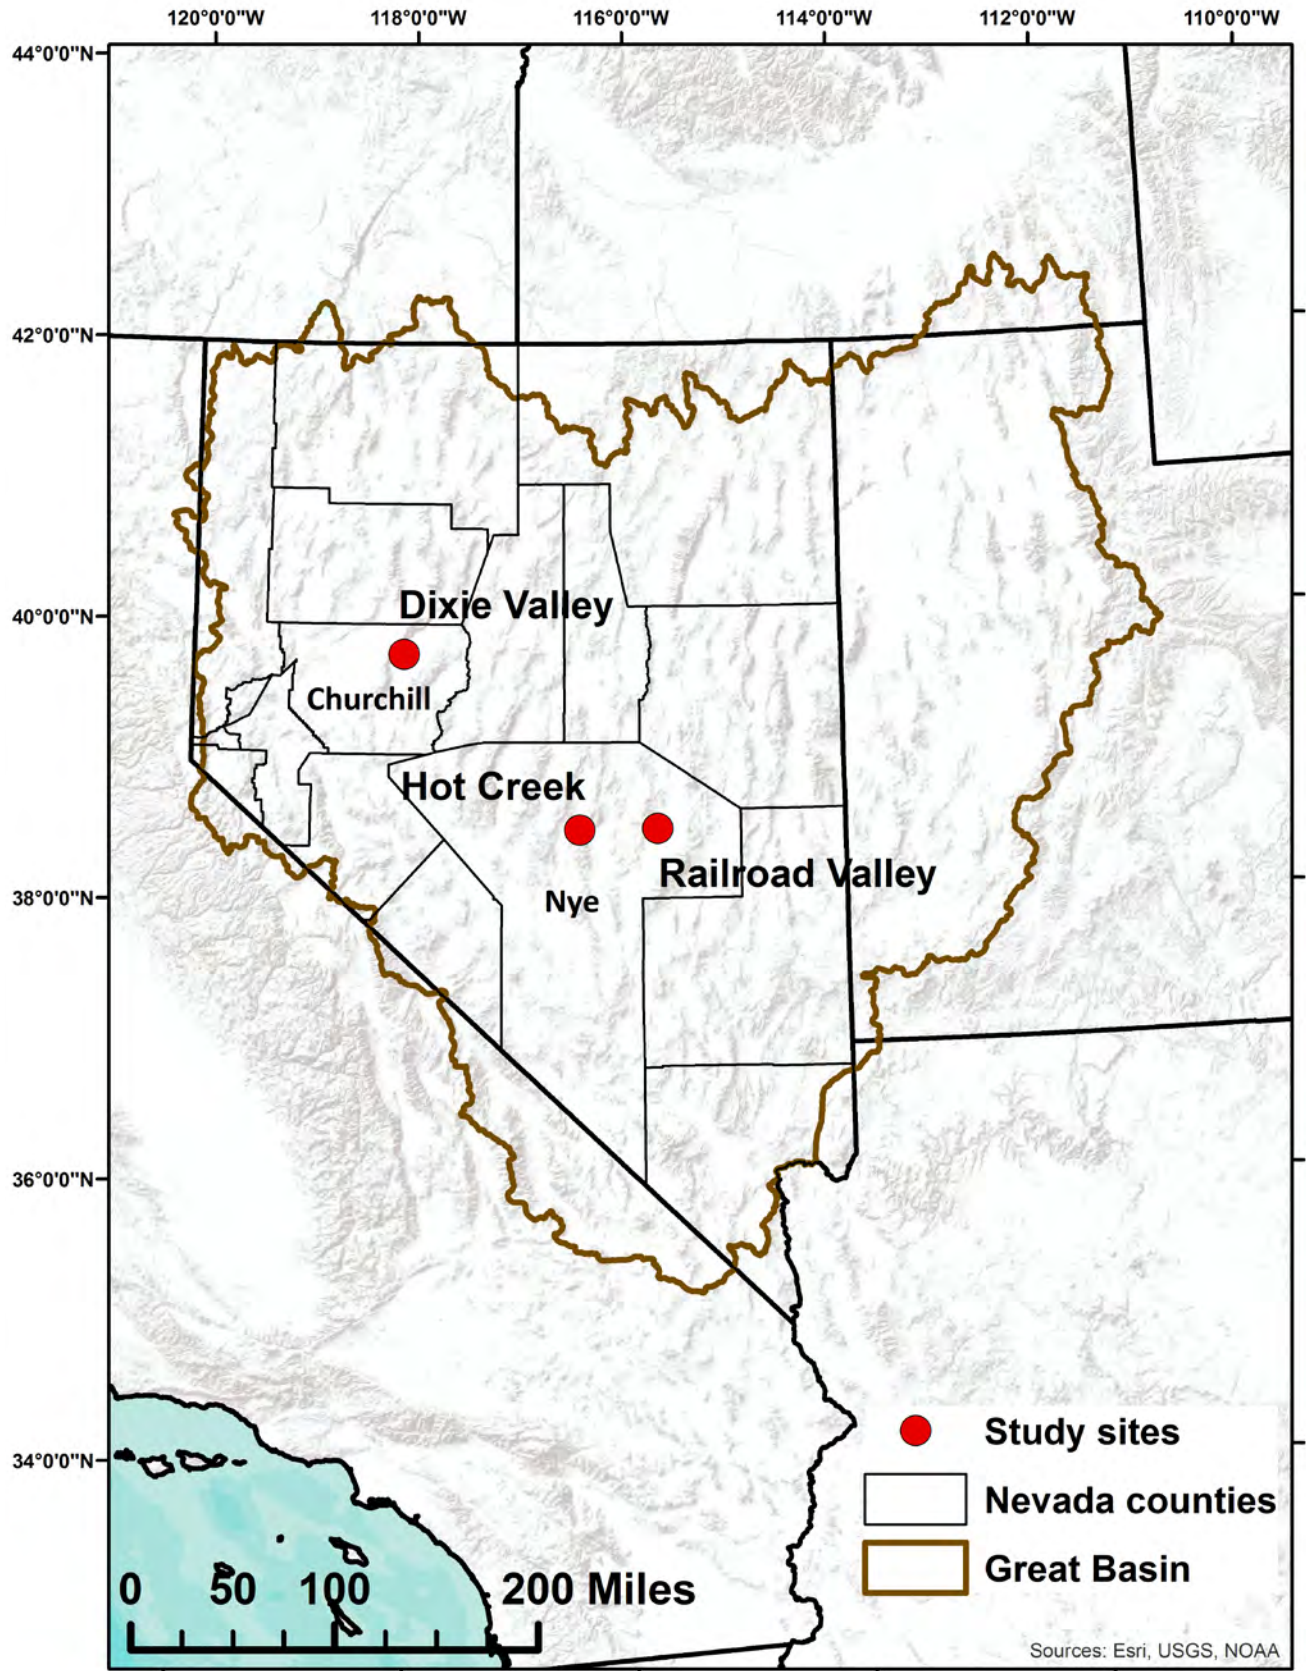 120°0'0"W 118°0'0"W 116°0'0"W 114°0'0"W 112°0'0"W 110°0'0"W
44°0'0"N
42°0'0"N
40°0'0"N
38°0'0"N
36°0'0"N
34°0'0"N
Dixie Valley
Churchill
Hot Creek
Railroad Valley
Nye
Study sites
Nevada counties
Great Basin
0 50 100 200 Miles
Sources: Esri, USGS, NOAA